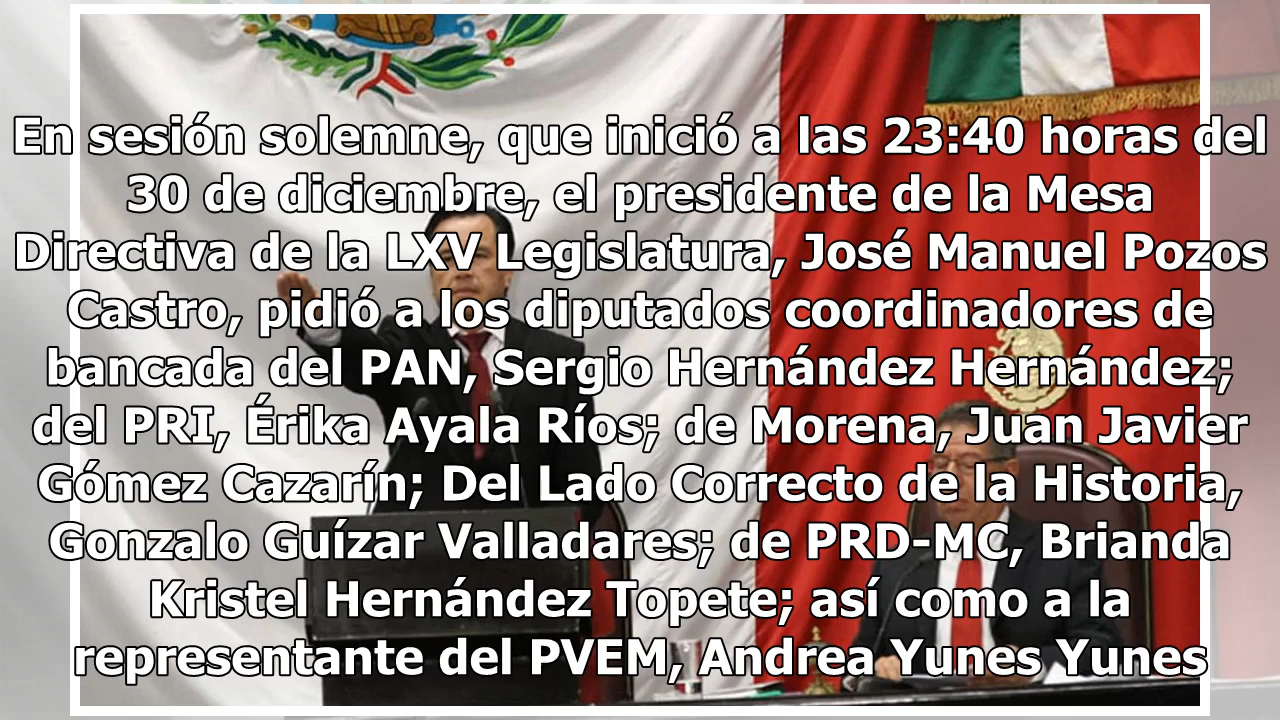 En sesión solemne, que inició a las 23:40 horas del
30 de diciembre, el presidente de la Mesa
Directiva de la LXV Legislatura, José Manuel Pozos
Castro, pidió a los diputados coordinadores de
bancada del PAN, Sergio Hernández Hernández;
del PRI, Érika Ayala Ríos; de Morena, Juan Javier
Gómez Cazarín; Del Lado Correcto de la Historia,
Gonzalo Guízar Valladares; de PRD-MC, Brianda
Kristel Hernández Topete; así como a la
representante del PVEM, Andrea Yunes Yunes